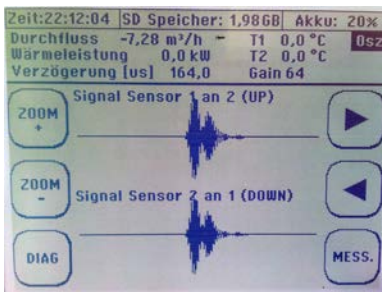 Zeit:22:12:04 SD Speicher: 1,98GB Akku: 20%
Durchfluss -7,28 m³/h - T1 0,0 °C Osz
Wärmeleistung 0,0 kW T2 0,0 °C
Verzögerung [us] 164,0 Gain 64
Signal Sensor 1 an 2 (UP)
ZOOM
+
ZOOM
-
Signal Sensor 2 an 1 (DOWN)
DIAG
MESS.